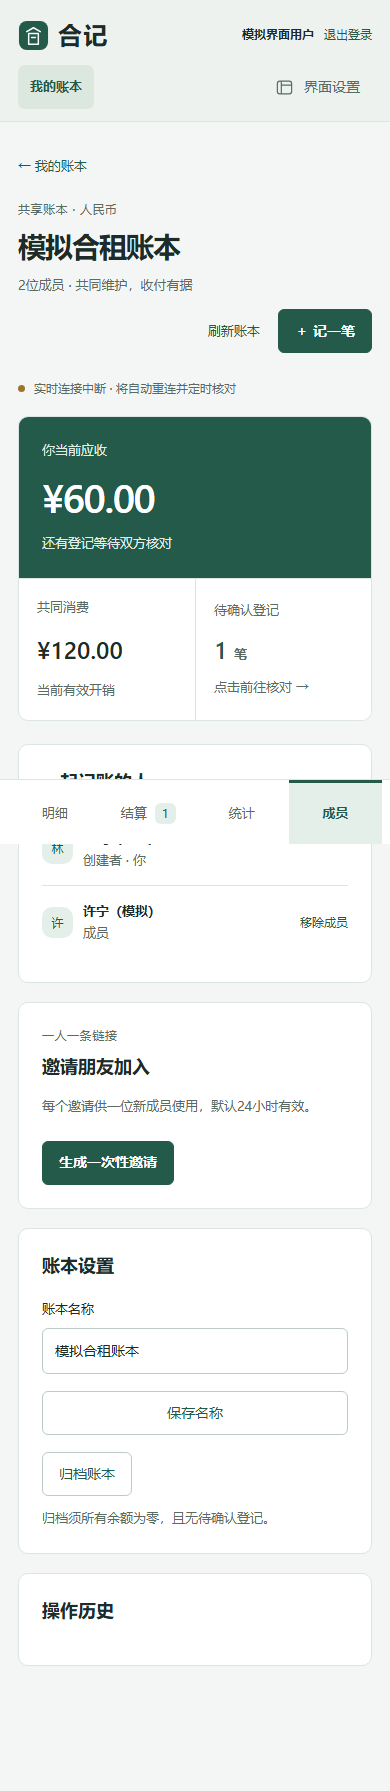 合记
模拟界面用户 退出登录
我的账本
界面设置
← 我的账本
共享账本 · 人民币
模拟合租账本
2位成员 · 共同维护，收付有据
刷新账本
+ 记一笔
实时连接中断 · 将自动重连并定时核对
你当前应收
¥60.00
还有登记等待双方核对
共同消费
¥120.00
当前有效开销
待确认登记
1 笔
点击前往核对 →
一起记账的人
明细
结算 1
统计
成员
林
创建者 · 你
许
许宁（模拟）
成员
移除成员
一人一条链接
邀请朋友加入
每个邀请供一位新成员使用，默认24小时有效。
生成一次性邀请
账本设置
账本名称
模拟合租账本
保存名称
归档账本
归档须所有余额为零，且无待确认登记。
操作历史